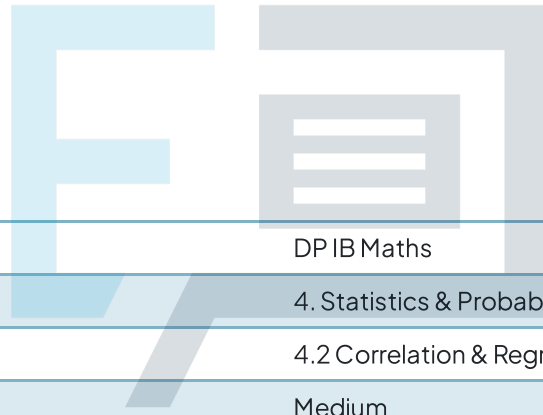 DP IB Maths
4. Statistics & Probab
4.2 Correlation & Regr
Medium